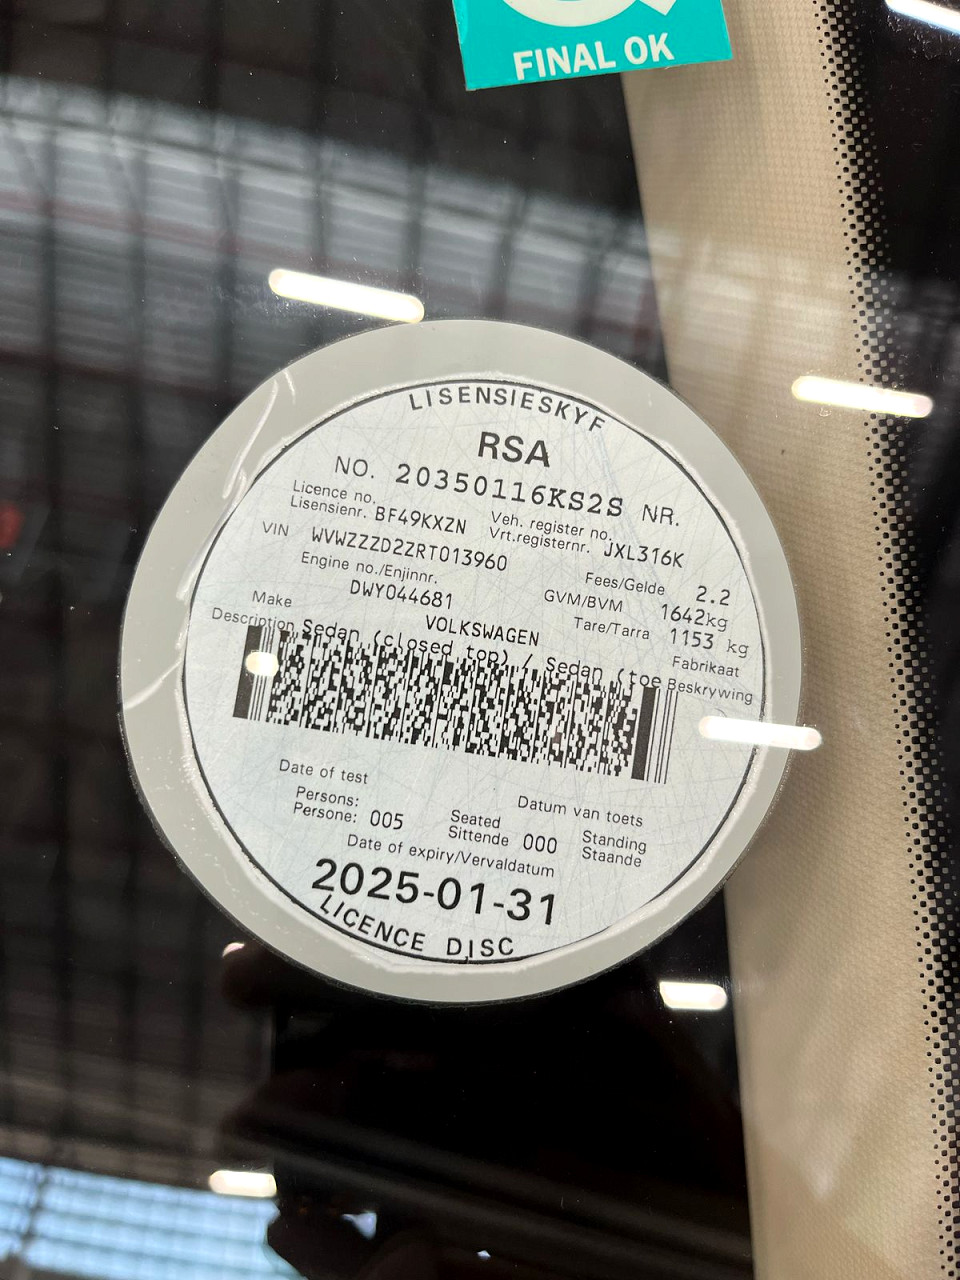 FINAL OK
LISENSIESKYF
RSA
NO. 20350116KS2S NR.
Licence no.
Lisensienr. BF49KXZN
Veh. register no.
Vrt.registernr. JXL316K
VIN WVWZZZD2ZRT013960
Engine no./Enjinnr.
DWY044681
Fees/Gelde 2.2
GVM/BVM 1642kg
Tare/Tarra 1153 kg
Make VOLKSWAGEN Fabrikaat
Description Sedan (closed top) / Sedan (toe Beskrywing
Date of test Datum van toets
Persons:
Persone: 005
Seated
Sittende 000
Standing
Staande
Date of expiry/Vervaldatum
2025-01-31
LICENCE DISC